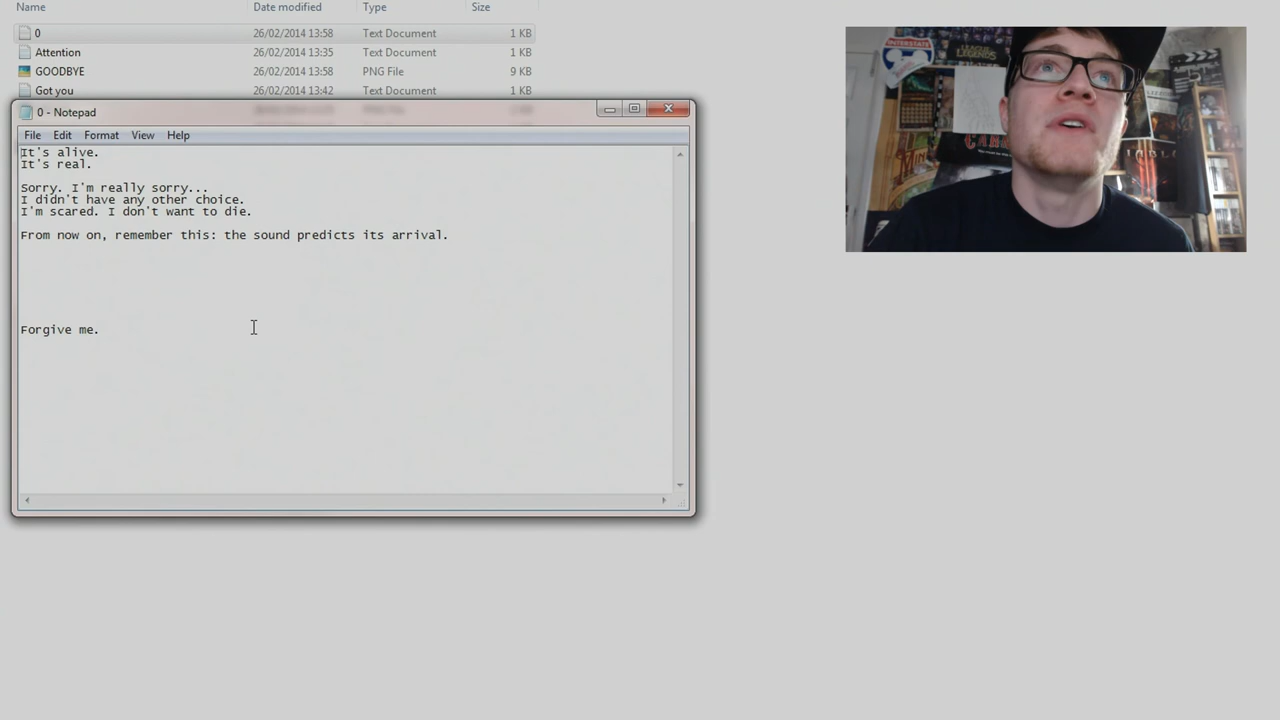 Name Date modified Type Size
0 26/02/2014 13:58 Text Document 1 KB
Attention 26/02/2014 13:35 Text Document 1 KB
GOODBYE 26/02/2014 13:58 PNG File 9 KB
Got you 26/02/2014 13:42 Text Document 1 KB
0 - Notepad
File Edit Format View Help
It's alive.
It's real.
Sorry. I'm really sorry...
I didn't have any other choice.
I'm scared. I don't want to die.
From now on, remember this: the sound predicts its arrival.
Forgive me.
INTERSTATE
LEAGUE
LEGENDS